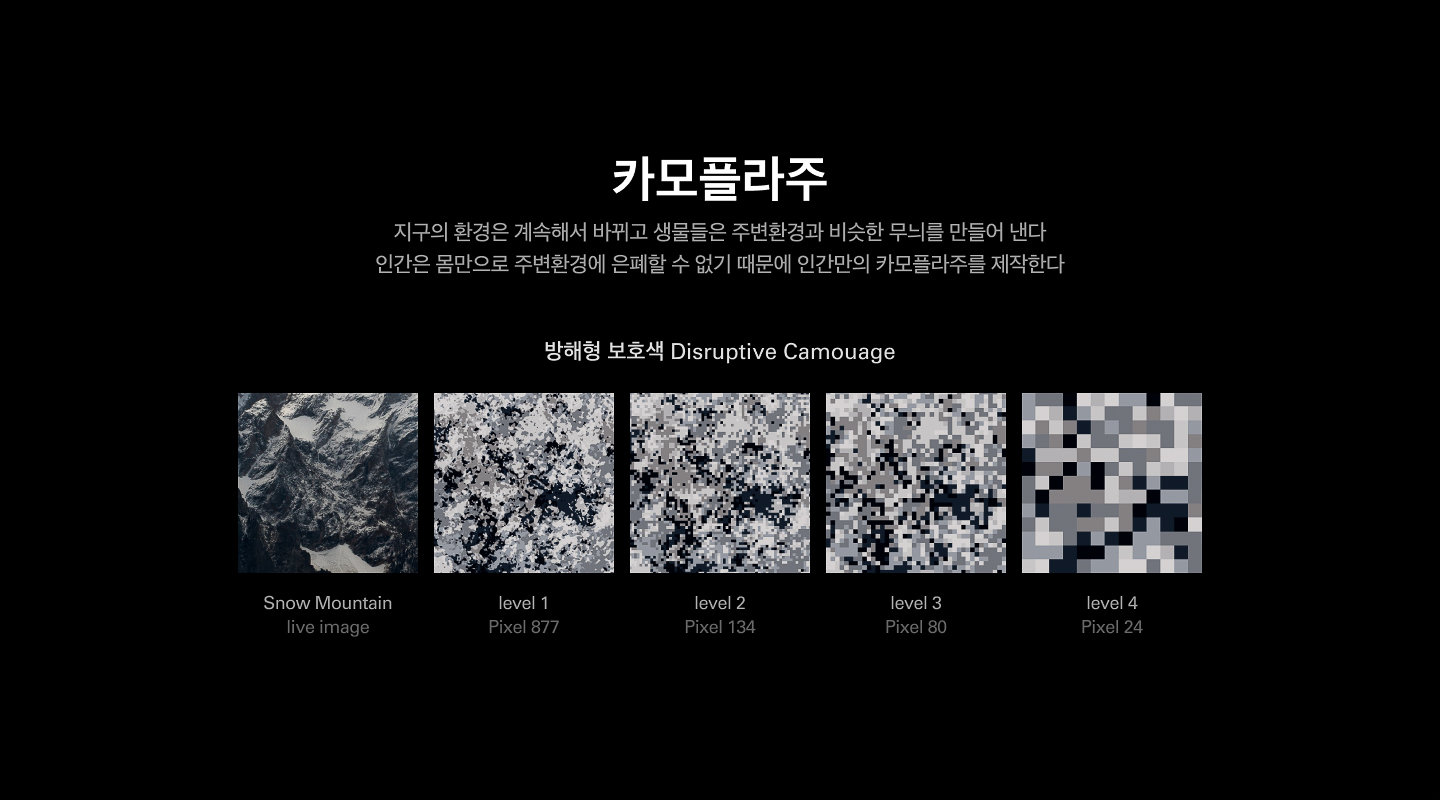 카모플라주
지구의 환경은 계속해서 바뀌고 생물들은 주변환경과 비슷한 무늬를 만들어 낸다
인간은 몸만으로 주변환경에 은폐할 수 없기 때문에 인간만의 카모플라주를 제작한다
방해형 보호색 Disruptive Camouage
Snow Mountain
live image
level 1
Pixel 877
level 2
Pixel 134
level 3
Pixel 80
level 4
Pixel 24